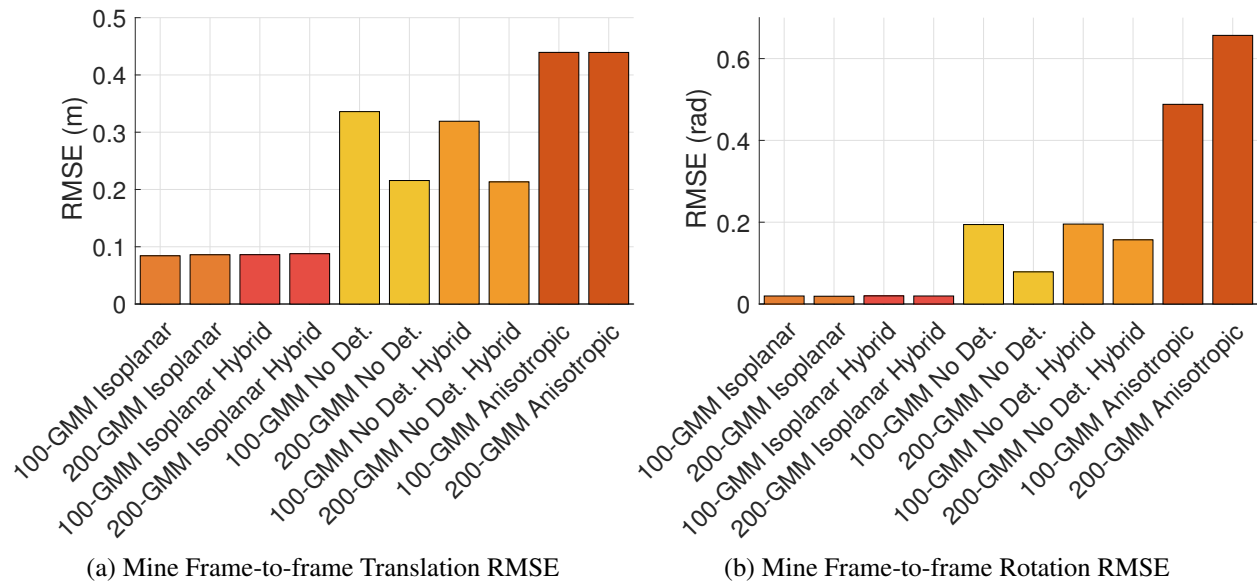 0.5
0.4
0.3
0.2
0.1
0
RMSE (m)
100-GMM Isoplanar
200-GMM Isoplanar
100-GMM Isoplanar Hybrid
200-GMM Isoplanar Hybrid
100-GMM No Det.
200-GMM No Det.
100-GMM No Det. Hybrid
200-GMM No Det. Hybrid
100-GMM Anisotropic
200-GMM Anisotropic
(a) Mine Frame-to-frame Translation RMSE
0.6
0.4
0.2
0
RMSE (rad)
100-GMM Isoplanar
200-GMM Isoplanar
100-GMM Isoplanar Hybrid
200-GMM Isoplanar Hybrid
100-GMM No Det.
200-GMM No Det.
100-GMM No Det. Hybrid
200-GMM No Det. Hybrid
100-GMM Anisotropic
200-GMM Anisotropic
(b) Mine Frame-to-frame Rotation RMSE